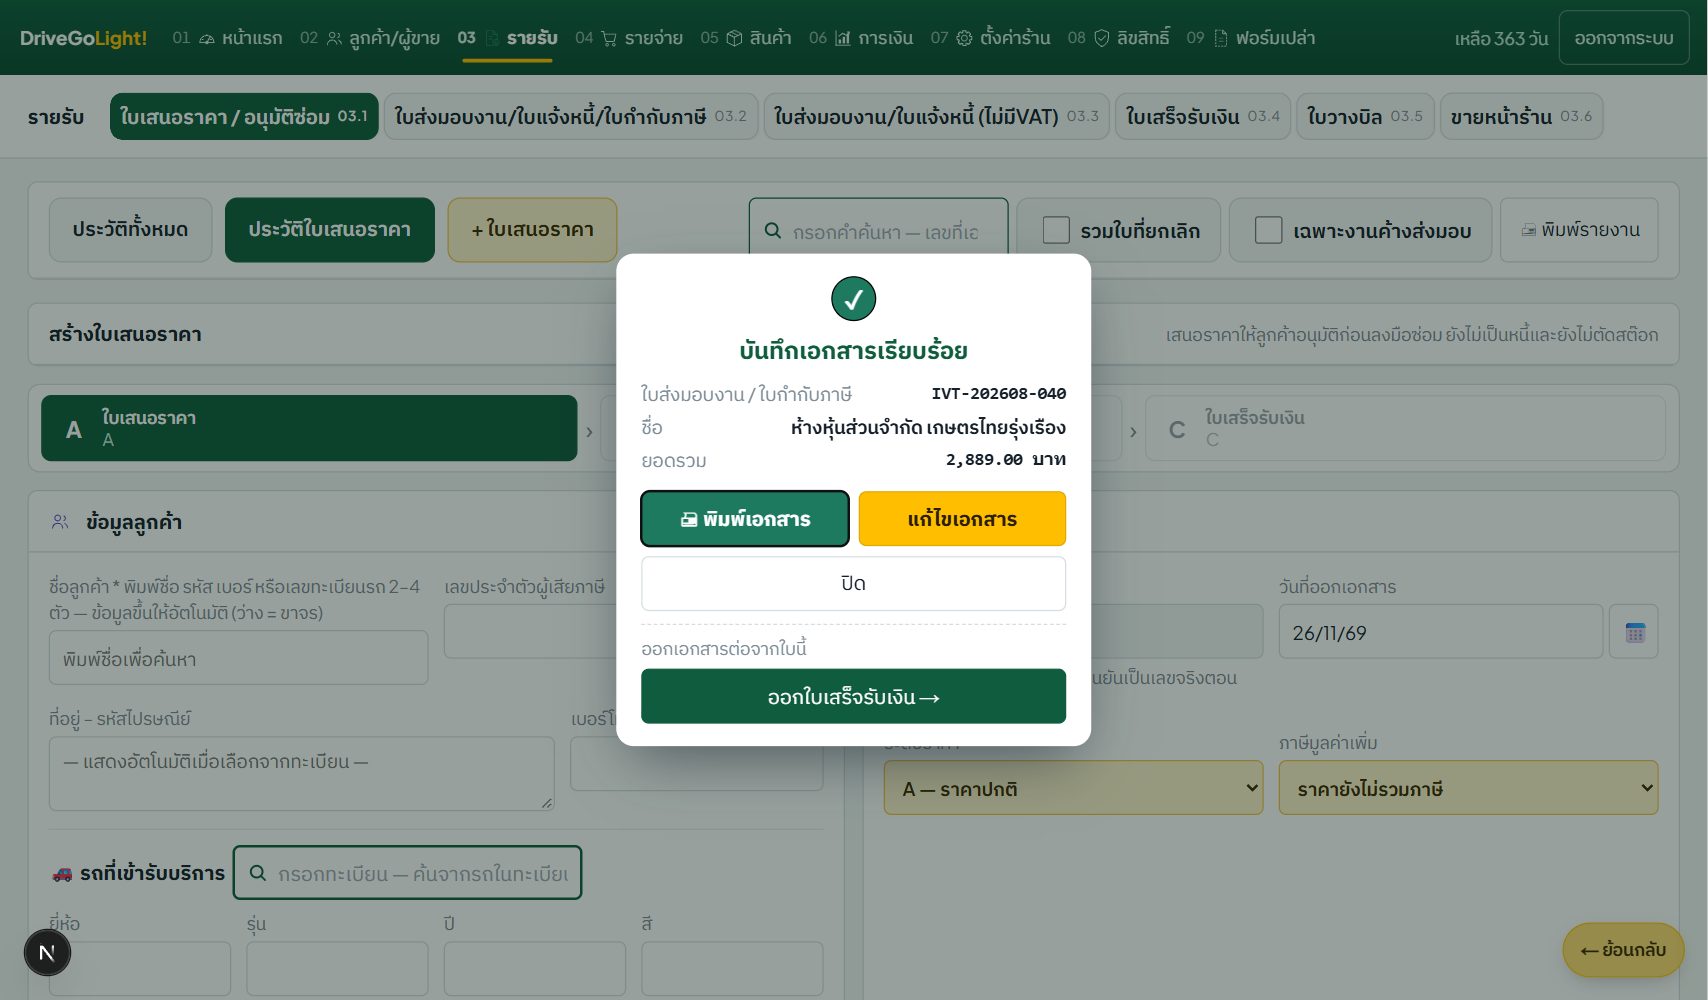 DriveGoLight!
01 หน้าแรก
02 ลูกค้า/ผู้ขาย
03 รายรับ
04 รายจ่าย
05 สินค้า
06 การเงิน
07 ตั้งค่าร้าน
08 ลิขสิทธิ์
09 ฟอร์มเปล่า
เหลือ 363 วัน
ออกจากระบบ
รายรับ
ใบเสนอราคา / อนุมัติซ่อม 03.1
ใบส่งมอบงาน/ใบแจ้งหนี้/ใบกำกับภาษี 03.2
ใบส่งมอบงาน/ใบแจ้งหนี้ (ไม่มีVAT) 03.3
ใบเสร็จรับเงิน 03.4
ใบวางบิล 03.5
ขายหน้าร้าน 03.6
ประวัติทั้งหมด
ประวัติใบเสนอราคา
+ ใบเสนอราคา
กรอกคำค้นหา — เลขที่เอ
รวมใบที่ยกเลิก
เฉพาะงานค้างส่งมอบ
พิมพ์รายงาน
สร้างใบเสนอราคา
เสนอราคาให้ลูกค้าอนุมัติก่อนลงมือซ่อม ยังไม่เป็นหนี้และยังไม่ตัดสต๊อก
A
ใบเสนอราคา
A
›
›
C
ใบเสร็จรับเงิน
C
บันทึกเอกสารเรียบร้อย
ใบส่งมอบงาน / ใบกำกับภาษี IVT-202608-040
ชื่อ ห้างหุ้นส่วนจำกัด เกษตรไทยรุ่งเรือง
ยอดรวม 2,889.00 บาท
พิมพ์เอกสาร
แก้ไขเอกสาร
ปิด
ออกเอกสารต่อจากใบนี้
ออกใบเสร็จรับเงิน →
ข้อมูลลูกค้า
ชื่อลูกค้า * พิมพ์ชื่อ รหัส เบอร์ หรือเลขทะเบียนรถ 2–4
ตัว — ข้อมูลขึ้นให้อัตโนมัติ (ว่าง = ขาจร)
พิมพ์ชื่อเพื่อค้นหา
เลขประจำตัวผู้เสียภาษี
วันที่ออกเอกสาร
26/11/69
นยันเป็นเลขจริงตอน
ที่อยู่ – รหัสไปรษณีย์
— แสดงอัตโนมัติเมื่อเลือกจากทะเบียน —
A — ราคาปกติ
ภาษีมูลค่าเพิ่ม
ราคายังไม่รวมภาษี
รถที่เข้ารับบริการ
กรอกทะเบียน — ค้นจากรถในทะเบีย
ยี่ห้อ
รุ่น
ปี
สี
N
← ย้อนกลับ